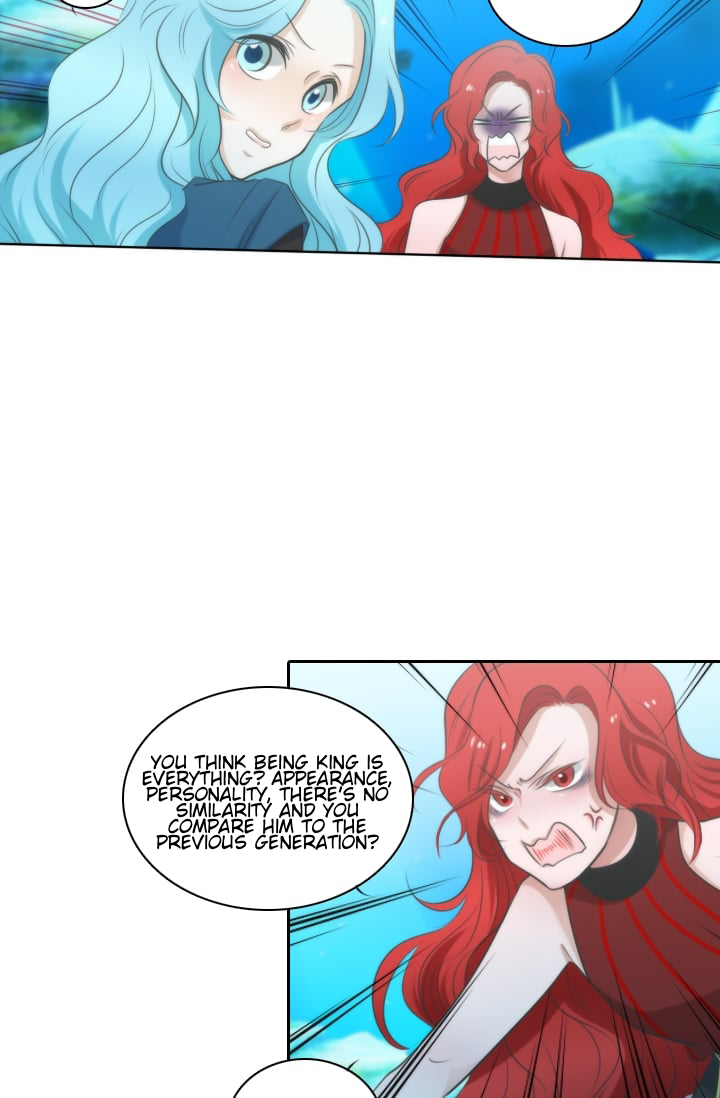 YOU THINK BEING KING IS
EVERYTHING? APPEARANCE,
PERSONALITY, THERE'S NO
SIMILARITY AND YOU
COMPARE HIM TO THE
PREVIOUS GENERATION?